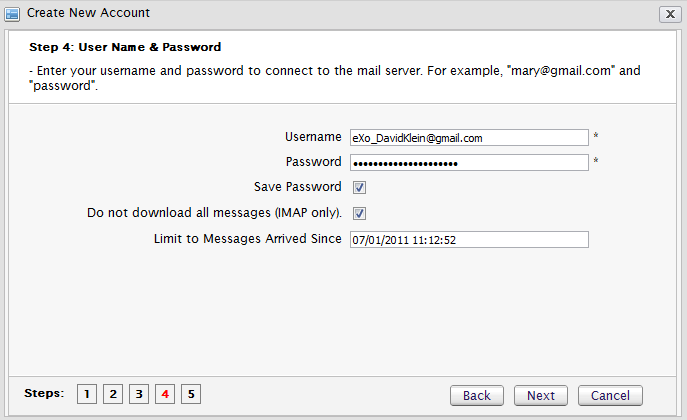 Create New Account
Step 4: User Name & Password
- Enter your username and password to connect to the mail server. For example, "mary@gmail.com" and
"password".
Username eXo_DavidKlein@gmail.com *
Password ••••••••••••••••••••• *
Save Password
Do not download all messages (IMAP only).
Limit to Messages Arrived Since 07/01/2011 11:12:52
Steps: 1 2 3 4 5 Back Next Cancel